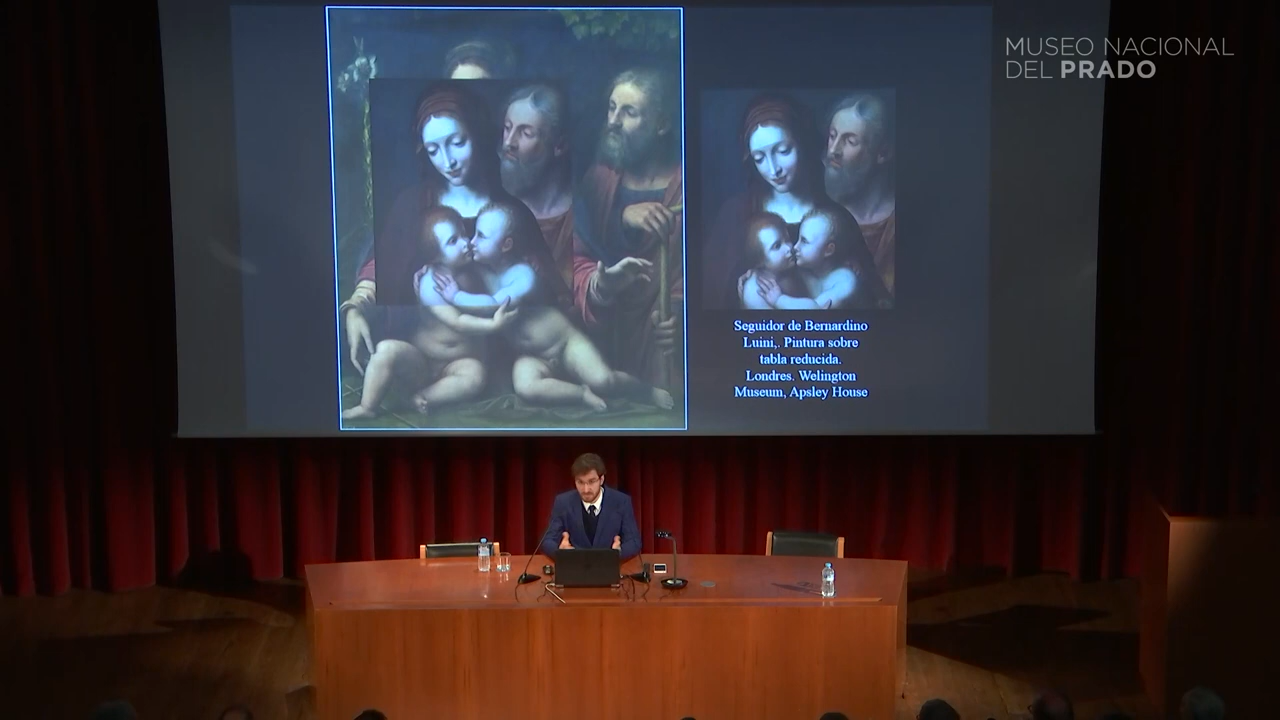 MUSEO NACIONAL
DEL PRADO
Seguidor de Bernardino
Luini,. Pintura sobre
tabla reducida.
Londres. Welington
Museum, Apsley House